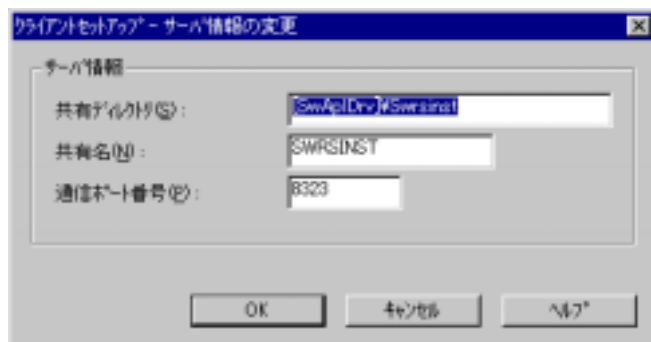 クライアントセットアップ - サーバ情報の変更
サーバ情報
共有ディレクトリ(S):
[SwAplDrv]¥Swrsinst
共有名(N):
SWRSINST
通信ポート番号(P):
8323
OK
キャンセル
ヘルプ